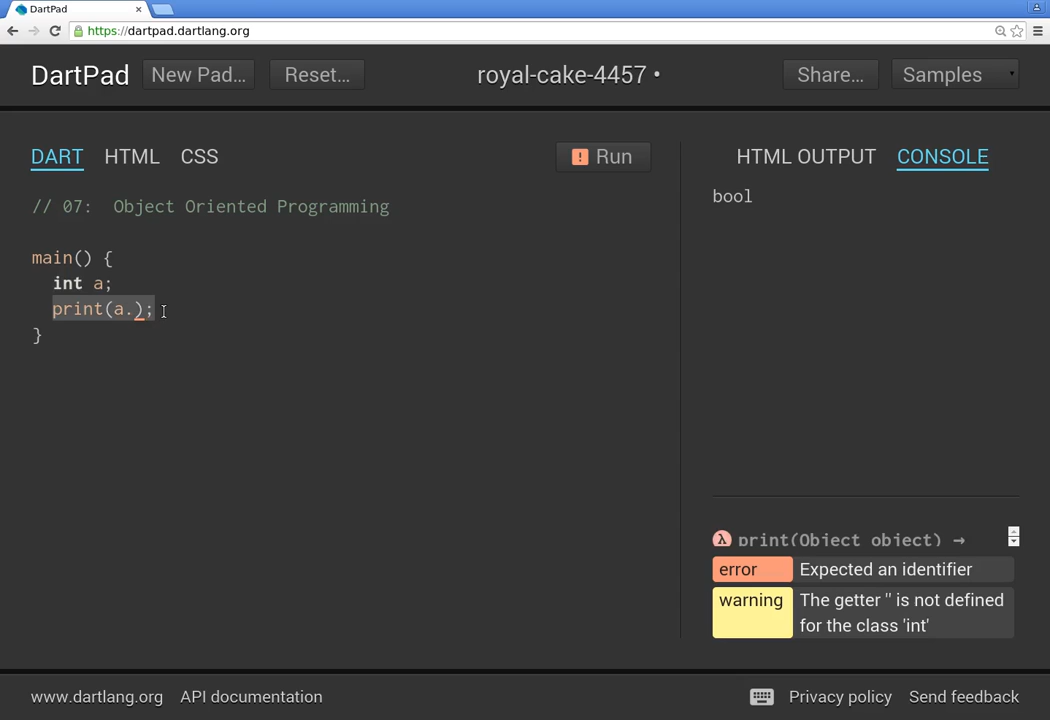 DartPad
https://dartpad.dartlang.org
DartPad New Pad... Reset... royal-cake-4457 • Share... Samples
DART HTML CSS Run HTML OUTPUT CONSOLE
// 07:  Object Oriented Programming
main() {
  int a;
  print(a.);
}
bool
λ print(Object object) →
error Expected an identifier
warning The getter '' is not defined
for the class 'int'
www.dartlang.org API documentation Privacy policy Send feedback